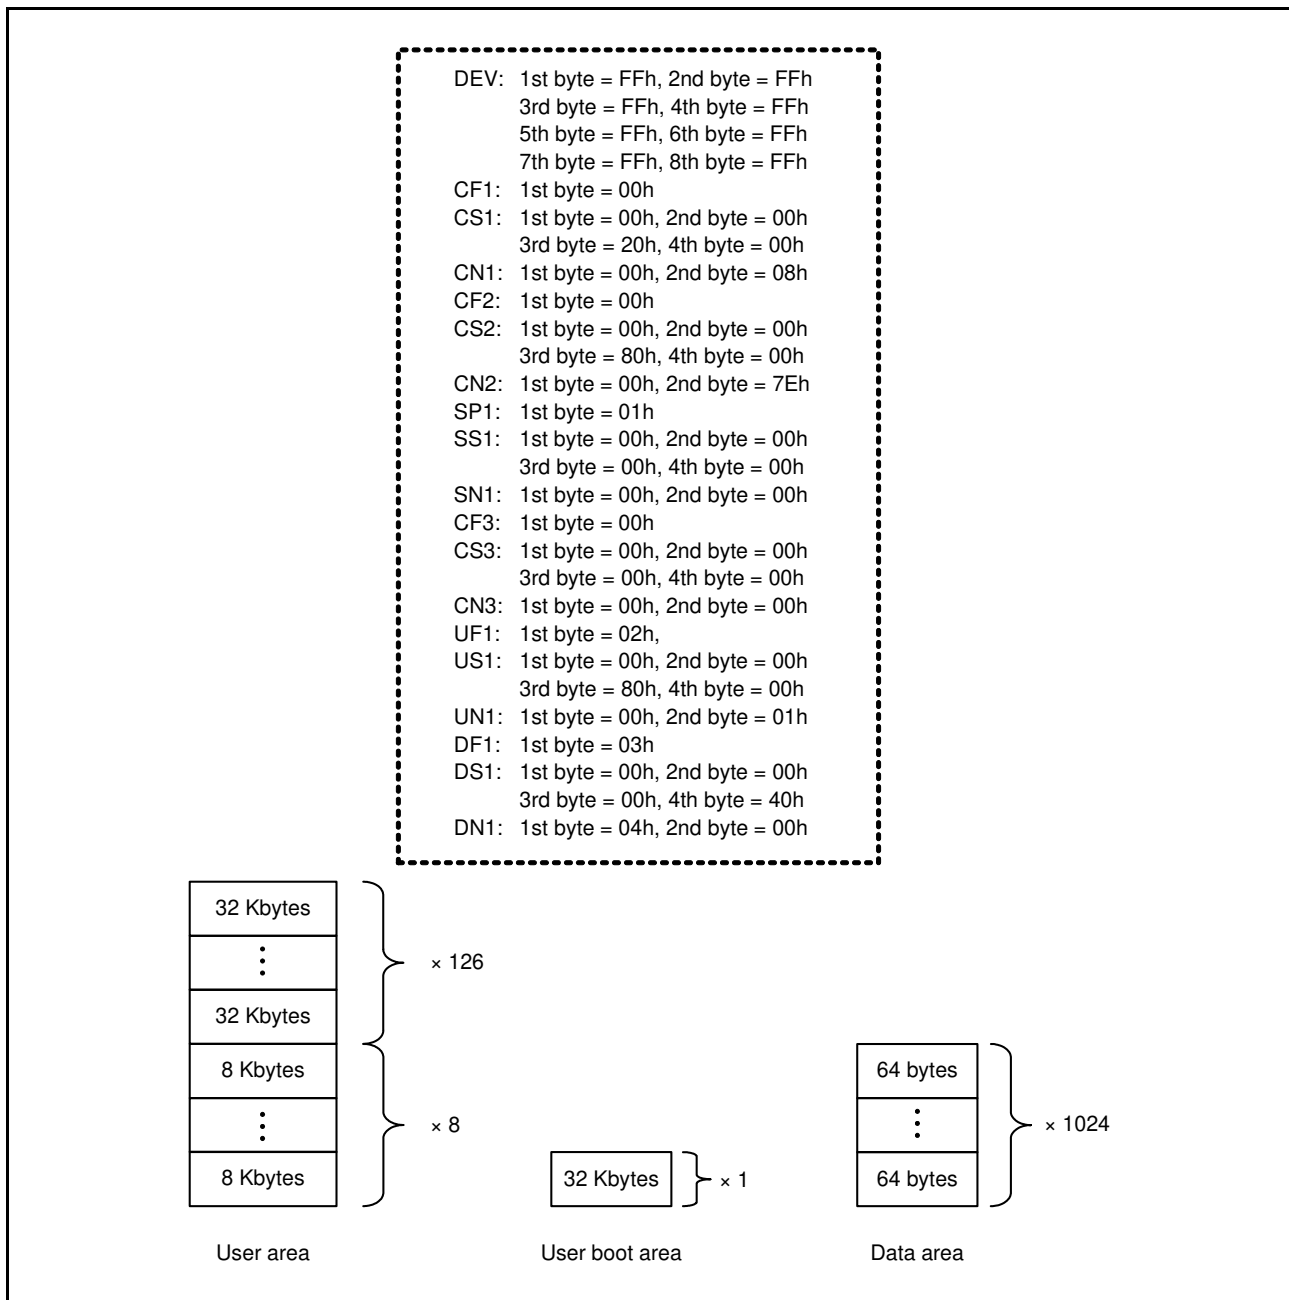 DEV: 1st byte = FFh, 2nd byte = FFh
3rd byte = FFh, 4th byte = FFh
5th byte = FFh, 6th byte = FFh
7th byte = FFh, 8th byte = FFh
CF1: 1st byte = 00h
CS1: 1st byte = 00h, 2nd byte = 00h
3rd byte = 20h, 4th byte = 00h
CN1: 1st byte = 00h, 2nd byte = 08h
CF2: 1st byte = 00h
CS2: 1st byte = 00h, 2nd byte = 00h
3rd byte = 80h, 4th byte = 00h
CN2: 1st byte = 00h, 2nd byte = 7Eh
SP1: 1st byte = 01h
SS1: 1st byte = 00h, 2nd byte = 00h
3rd byte = 00h, 4th byte = 00h
SN1: 1st byte = 00h, 2nd byte = 00h
CF3: 1st byte = 00h
CS3: 1st byte = 00h, 2nd byte = 00h
3rd byte = 00h, 4th byte = 00h
CN3: 1st byte = 00h, 2nd byte = 00h
UF1: 1st byte = 02h,
US1: 1st byte = 00h, 2nd byte = 00h
3rd byte = 80h, 4th byte = 00h
UN1: 1st byte = 00h, 2nd byte = 01h
DF1: 1st byte = 03h
DS1: 1st byte = 00h, 2nd byte = 00h
3rd byte = 00h, 4th byte = 40h
DN1: 1st byte = 04h, 2nd byte = 00h
32 Kbytes
× 126
32 Kbytes
8 Kbytes
× 8
8 Kbytes
User area
32 Kbytes
× 1
User boot area
64 bytes
× 1024
64 bytes
Data area